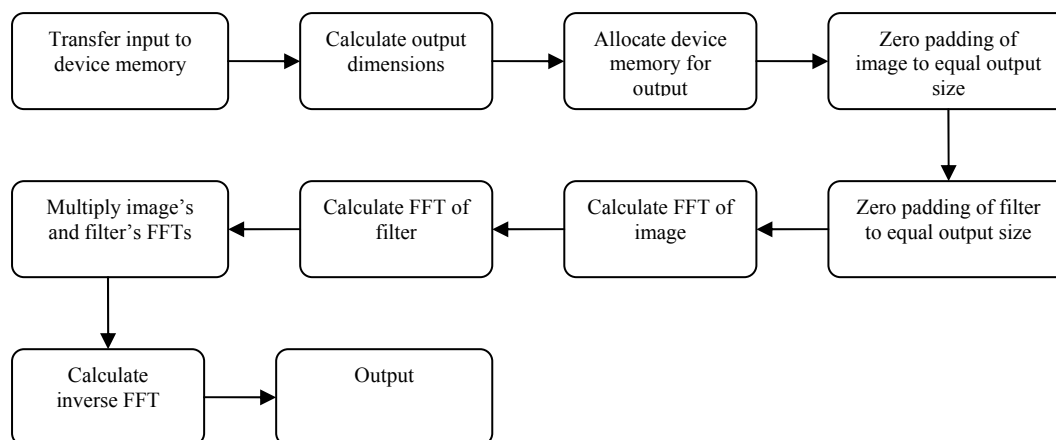 Transfer input to
device memory
Calculate output
dimensions
Allocate device
memory for
output
Zero padding of
image to equal output
size
Zero padding of filter
to equal output size
Calculate FFT of
image
Calculate FFT of
filter
Multiply image's
and filter's FFTs
Calculate
inverse FFT
Output